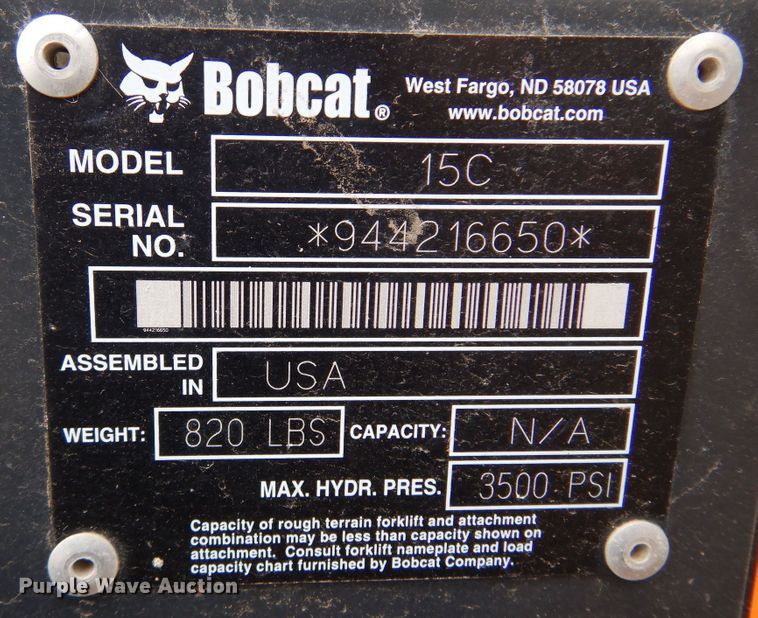 Bobcat® West Fargo, ND 58078 USA
www.bobcat.com
MODEL 15C
SERIAL NO. *944216650*
944216650
ASSEMBLED IN USA
WEIGHT: 820 LBS CAPACITY: N/A
MAX. HYDR. PRES. 3500 PSI
Capacity of rough terrain forklift and attachment
combination may be less than capacity shown on
attachment. Consult forklift nameplate and load
capacity chart furnished by Bobcat Company.
Purple Wave Auction